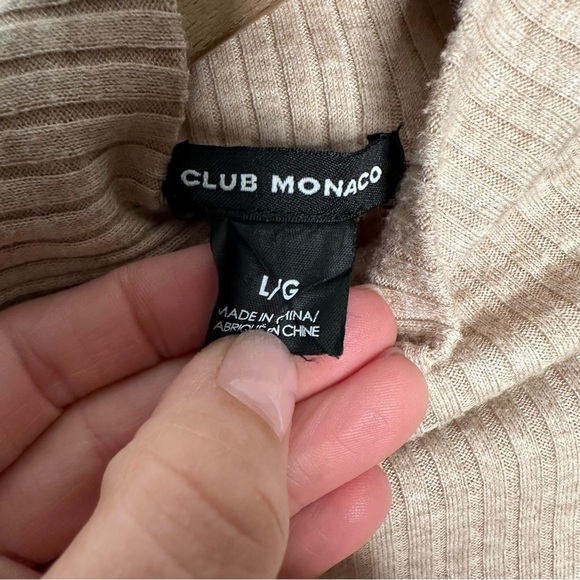 CLUB MONACO
L/G
MADE IN CHINA/
FABRIQUÉ EN CHINE